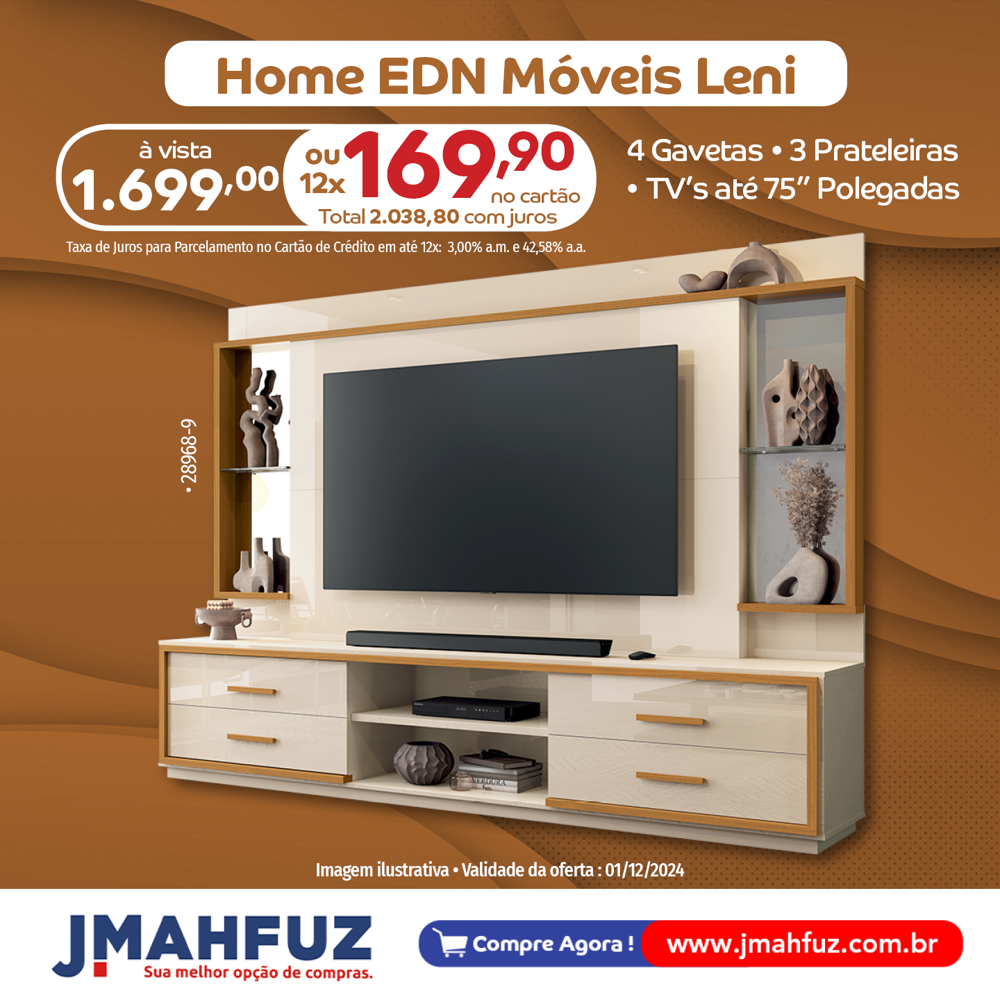 Home EDN Móveis Leni
à vista
1.699,00
ou
12x 169,90
no cartão
Total 2.038,80 com juros
4 Gavetas • 3 Prateleiras
• TV's até 75" Polegadas
Taxa de Juros para Parcelamento no Cartão de Crédito em até 12x: 3,00% a.m. e 42,58% a.a.
• 28968-9
Imagem ilustrativa • Validade da oferta : 01/12/2024
JMAHFUZ
Sua melhor opção de compras.
Compre Agora !
www.jmahfuz.com.br